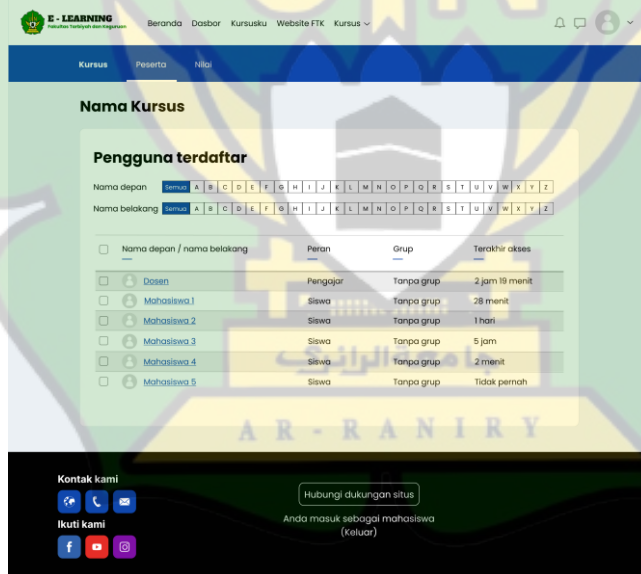 E - LEARNING
Fakultas Tarbiyah dan Keguruan
Beranda Dasbor Kursusku Website FTK Kursus
Kursus Peserta Nilai
Nama Kursus
Pengguna terdaftar
Nama depan Semua A B C D E F G H I J K L M N O P Q R S T U V W X Y Z
Nama belakang Semua A B C D E F G H I J K L M N O P Q R S T U V W X Y Z
Nama depan / nama belakang Peran Grup Terakhir akses
Dosen Pengajar Tanpa grup 2 jam 19 menit
Mahasiswa 1 Siswa Tanpa grup 28 menit
Mahasiswa 2 Siswa Tanpa grup 1 hari
Mahasiswa 3 Siswa Tanpa grup 5 jam
جامعة الرانري
Mahasiswa 4 Siswa Tanpa grup 2 menit
Mahasiswa 5 Siswa Tanpa grup Tidak pernah
AR-RANIRY
Kontak kami
Hubungi dukungan situs
Anda masuk sebagai mahasiswa
(Keluar)
Ikuti kami